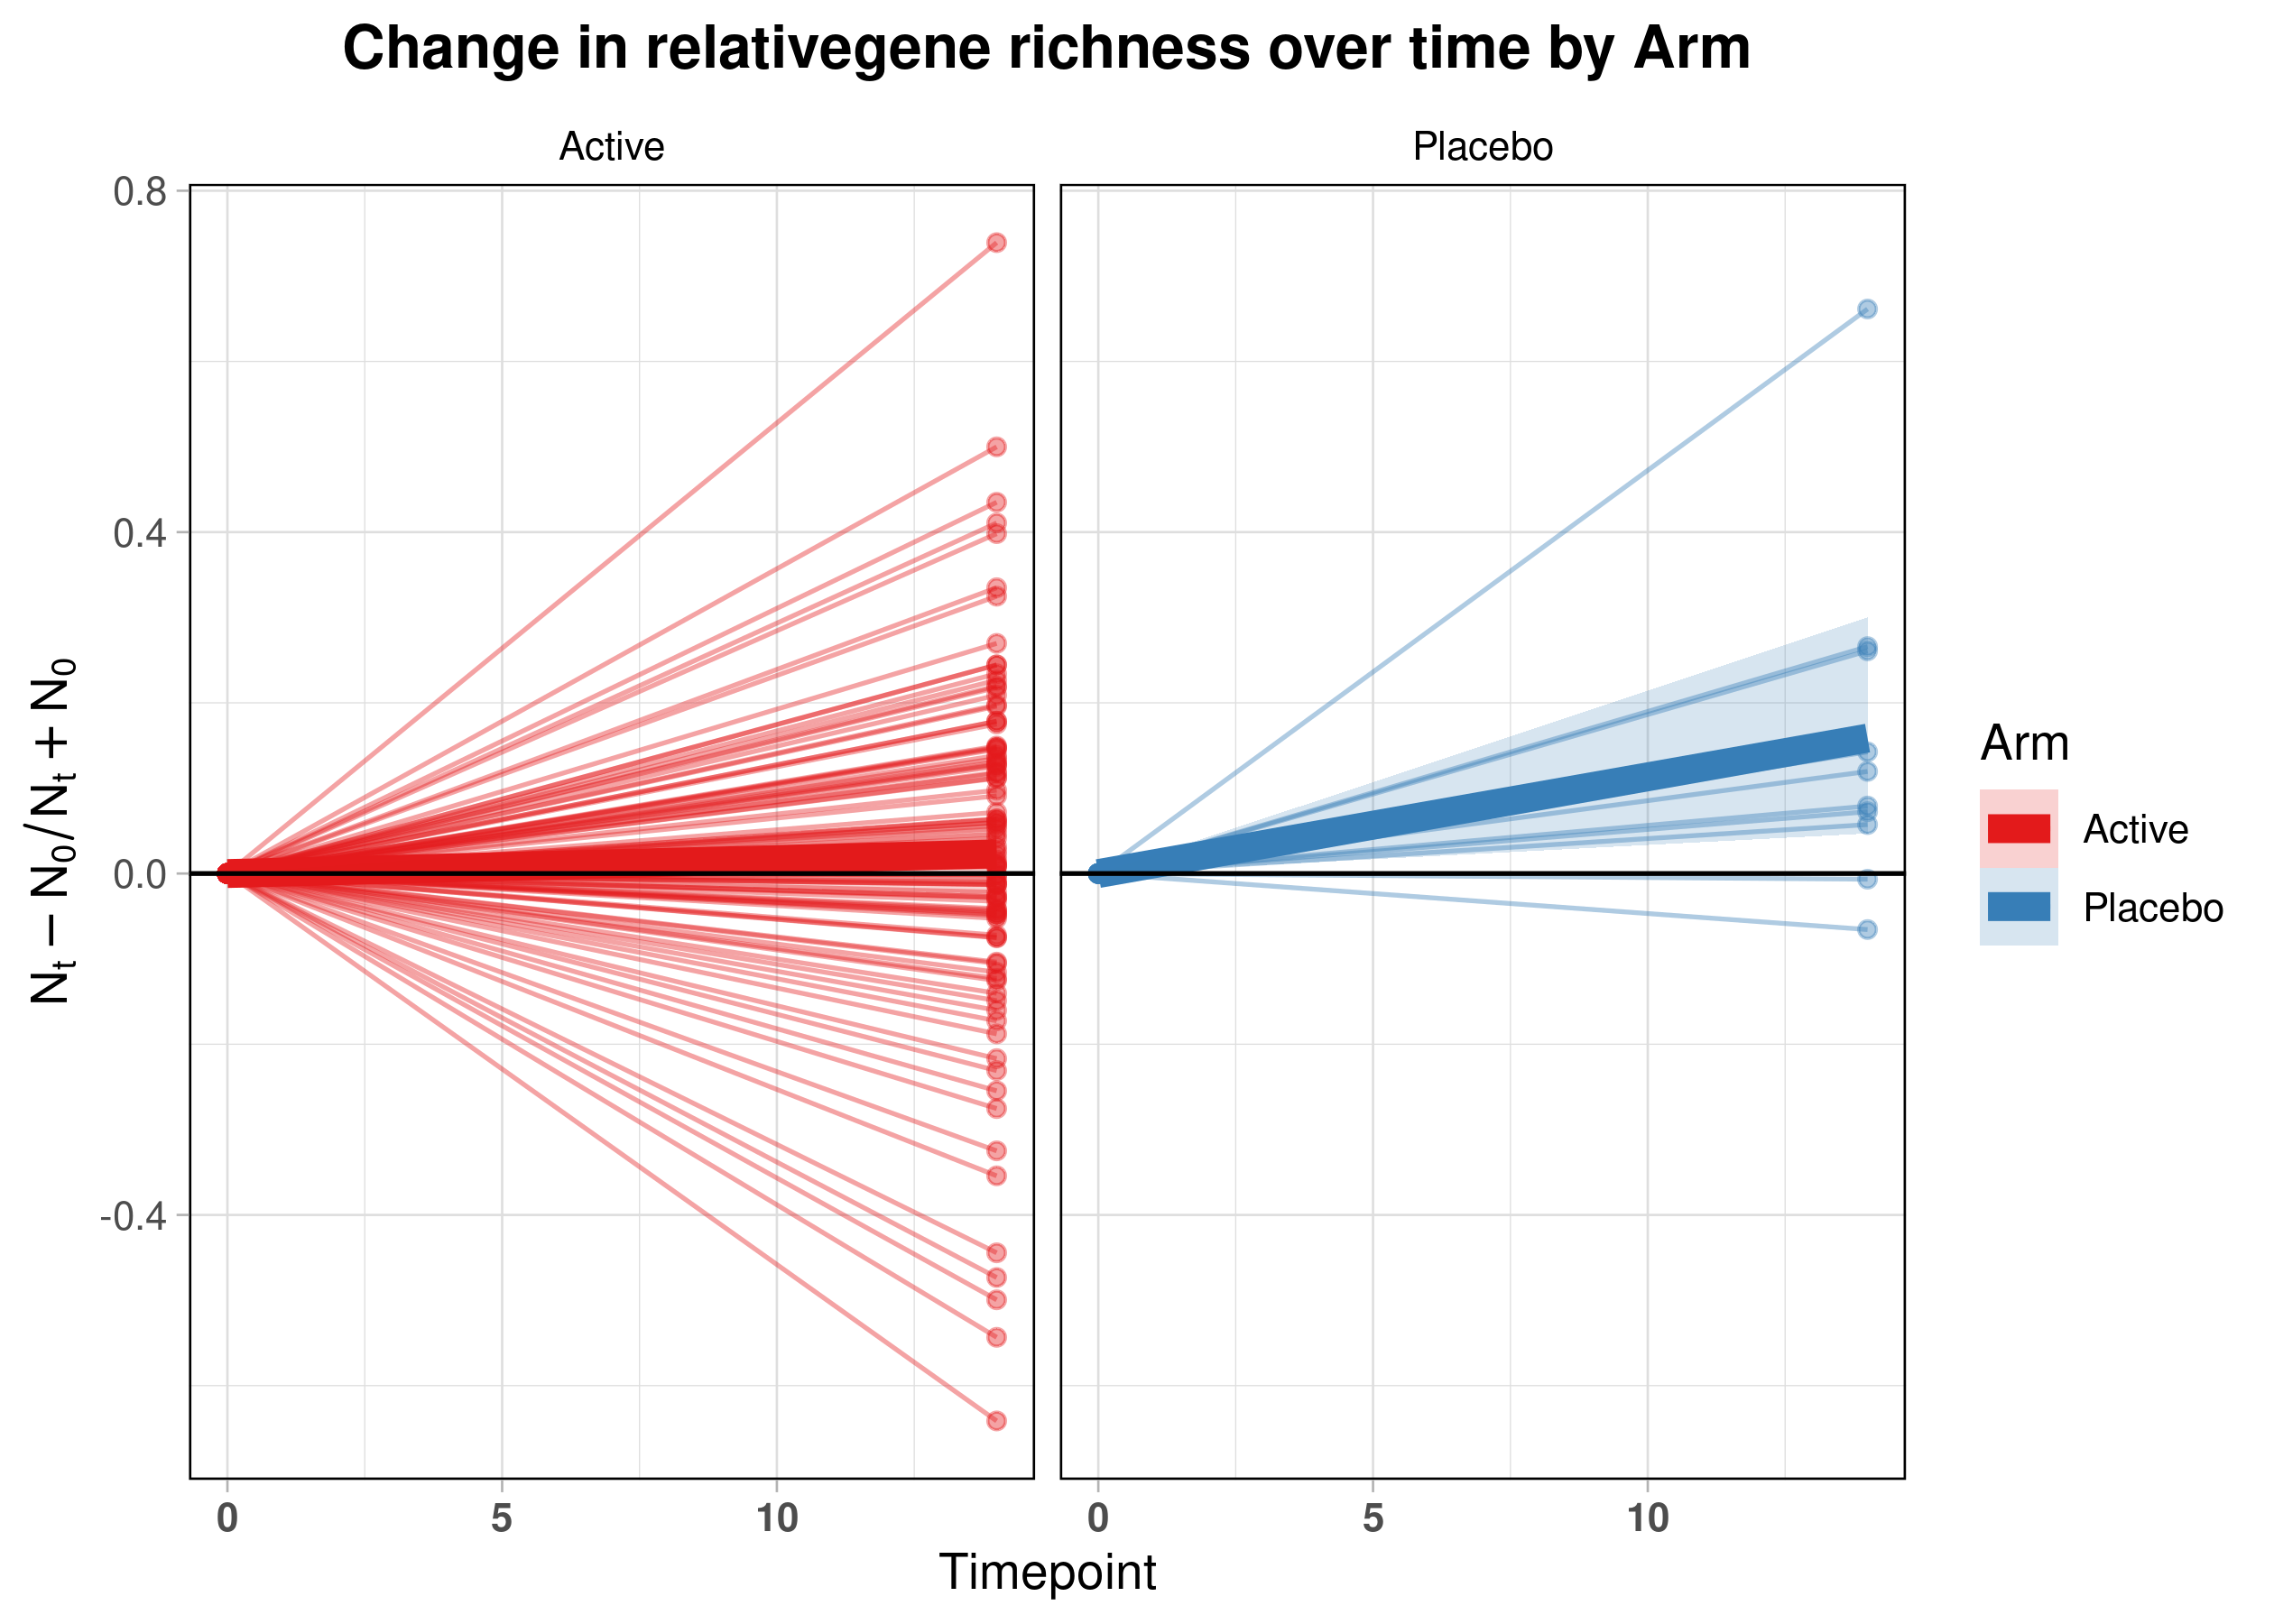 Change in relativegene richness over time by Arm
Active
Placebo
0.8
0.4
0.0
-0.4
Nt − N0/Nt + N0
0
5
10
0
5
10
Timepoint
Arm
Active
Placebo